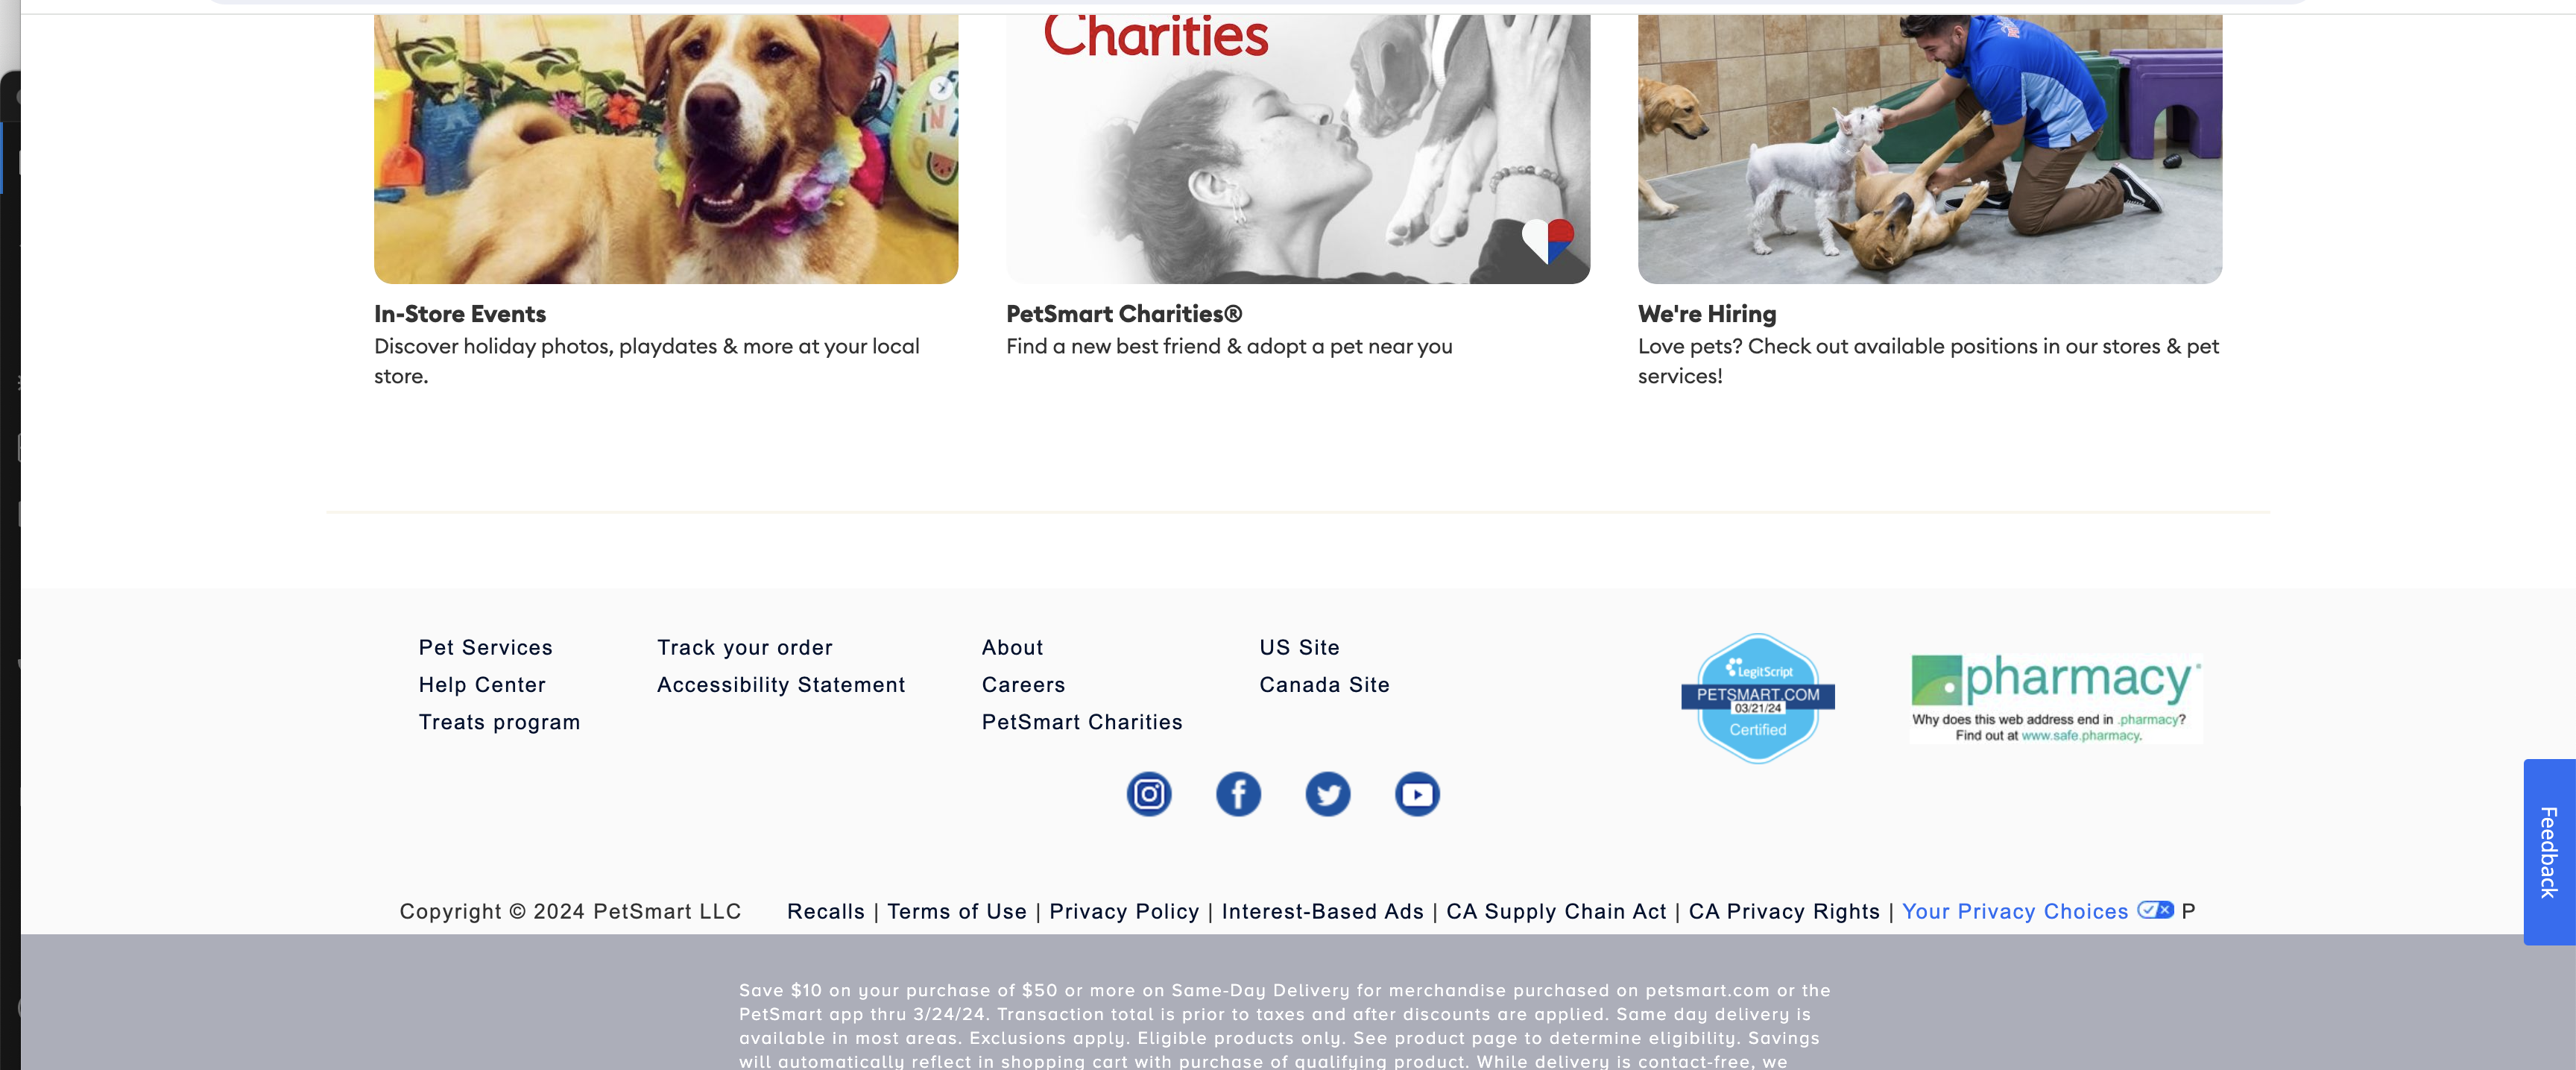 Charities
IN T
S
In-Store Events
Discover holiday photos, playdates & more at your local
store.
PetSmart Charities®
Find a new best friend & adopt a pet near you
We're Hiring
Love pets? Check out available positions in our stores & pet
services!
Pet Services
Help Center
Treats program
Track your order
Accessibility Statement
About
Careers
PetSmart Charities
US Site
Canada Site
LegitScript
PETSMART.COM
03/21/24
Certified
pharmacy
Why does this web address end in .pharmacy?
Find out at www.safe.pharmacy.
Feedback
Copyright © 2024 PetSmart LLC Recalls | Terms of Use | Privacy Policy | Interest-Based Ads | CA Supply Chain Act | CA Privacy Rights | Your Privacy Choices P
Save $10 on your purchase of $50 or more on Same-Day Delivery for merchandise purchased on petsmart.com or the
PetSmart app thru 3/24/24. Transaction total is prior to taxes and after discounts are applied. Same day delivery is
available in most areas. Exclusions apply. Eligible products only. See product page to determine eligibility. Savings
will automatically reflect in shopping cart with purchase of qualifying product. While delivery is contact-free, we